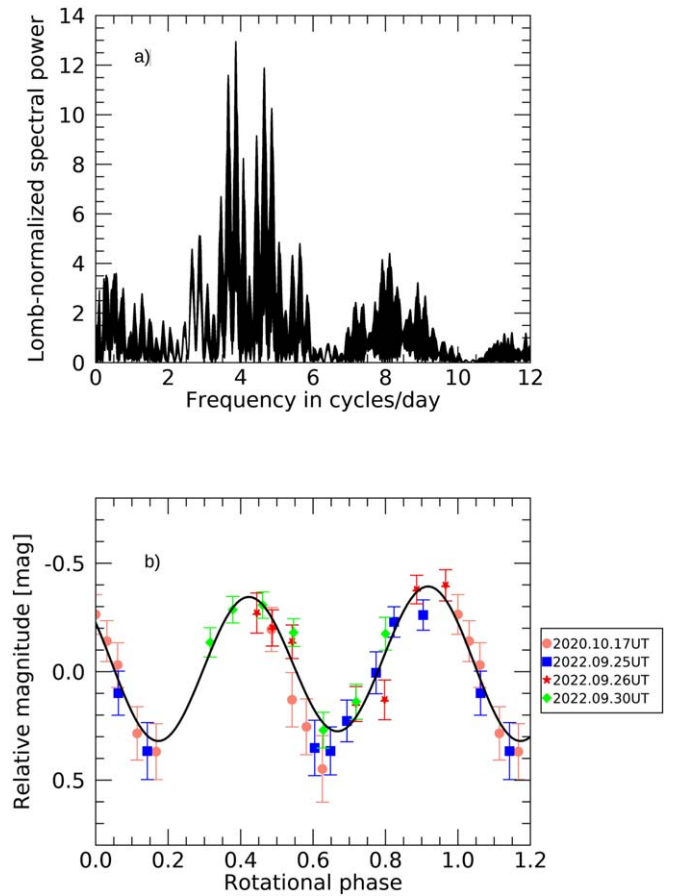 14
12
10
8
6
4
2
0
a)
Lomb-normalized spectral power
0 2 4 6 8 10 12
Frequency in cycles/day
-0.5
0.0
0.5
b)
Relative magnitude [mag]
0.0 0.2 0.4 0.6 0.8 1.0 1.2
Rotational phase
2020.10.17UT
2022.09.25UT
2022.09.26UT
2022.09.30UT